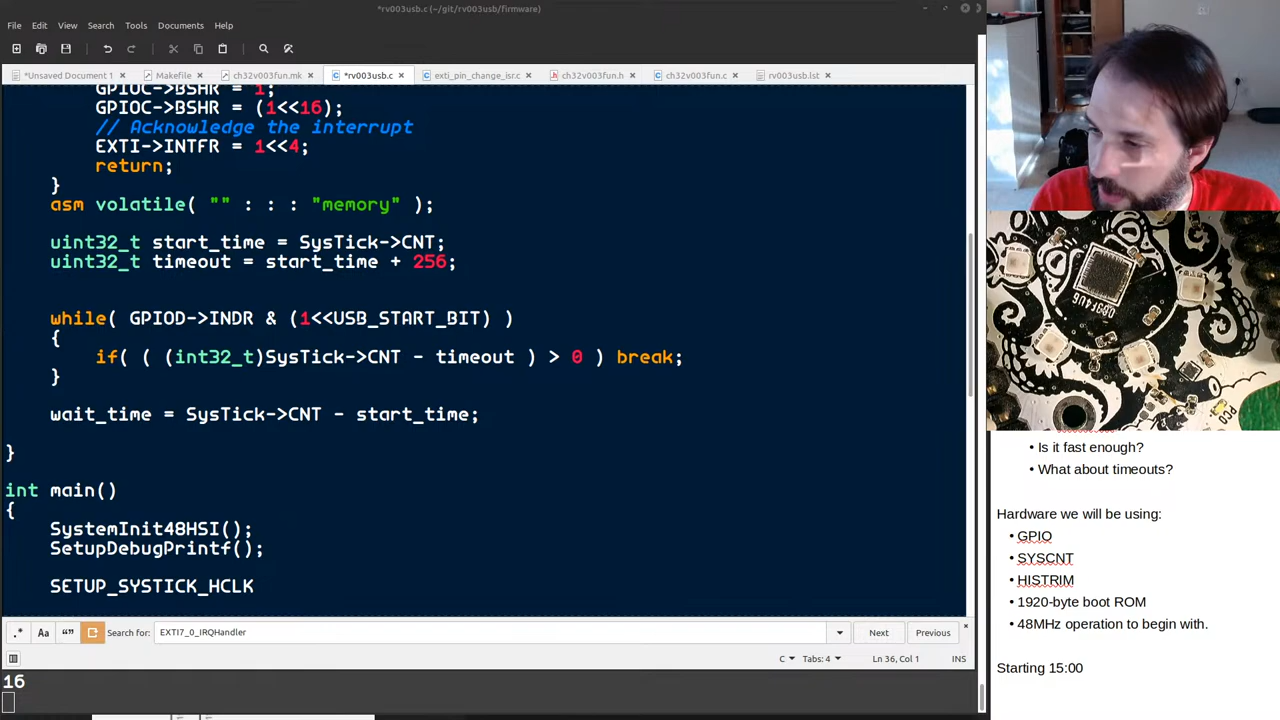 *rv003usb.c (~/git/rv003usb/firmware)
File Edit View Search Tools Documents Help
*Unsaved Document 1 Makefile ch32v003fun.mk *rv003usb.c exti_pin_change_isr.c ch32v003fun.h ch32v003fun.c rv003usb.lst
GPIOC->BSHR = 1;
GPIOC->BSHR = (1<<16);
// Acknowledge the interrupt
EXTI->INTFR = 1<<4;
return;
}
asm volatile( "" : : : "memory" );
uint32_t start_time = SysTick->CNT;
uint32_t timeout = start_time + 256;
while( GPIOD->INDR & (1<<USB_START_BIT) )
{
if( ( (int32_t)SysTick->CNT - timeout ) > 0 ) break;
}
wait_time = SysTick->CNT - start_time;
}
int main()
{
SystemInit48HSI();
SetupDebugPrintf();
SETUP_SYSTICK_HCLK
.* Aa Search for: EXTI7_0_IRQHandler Next Previous
C Tabs: 4 Ln 36, Col 1 INS
16
PC0
• Is it fast enough?
• What about timeouts?
Hardware we will be using:
• GPIO
• SYSCNT
• HISTRIM
• 1920-byte boot ROM
• 48MHz operation to begin with.
Starting 15:00